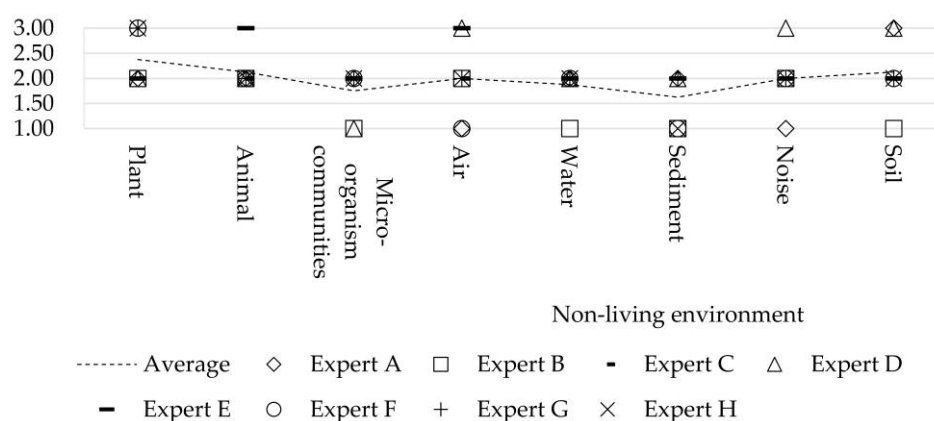 3.00
2.50
2.00
1.50
1.00
Plant
Animal
Micro-
organism
communities
Air
Water
Sediment
Noise
Soil
Non-living environment
Average Expert A Expert B Expert C Expert D
Expert E Expert F Expert G Expert H